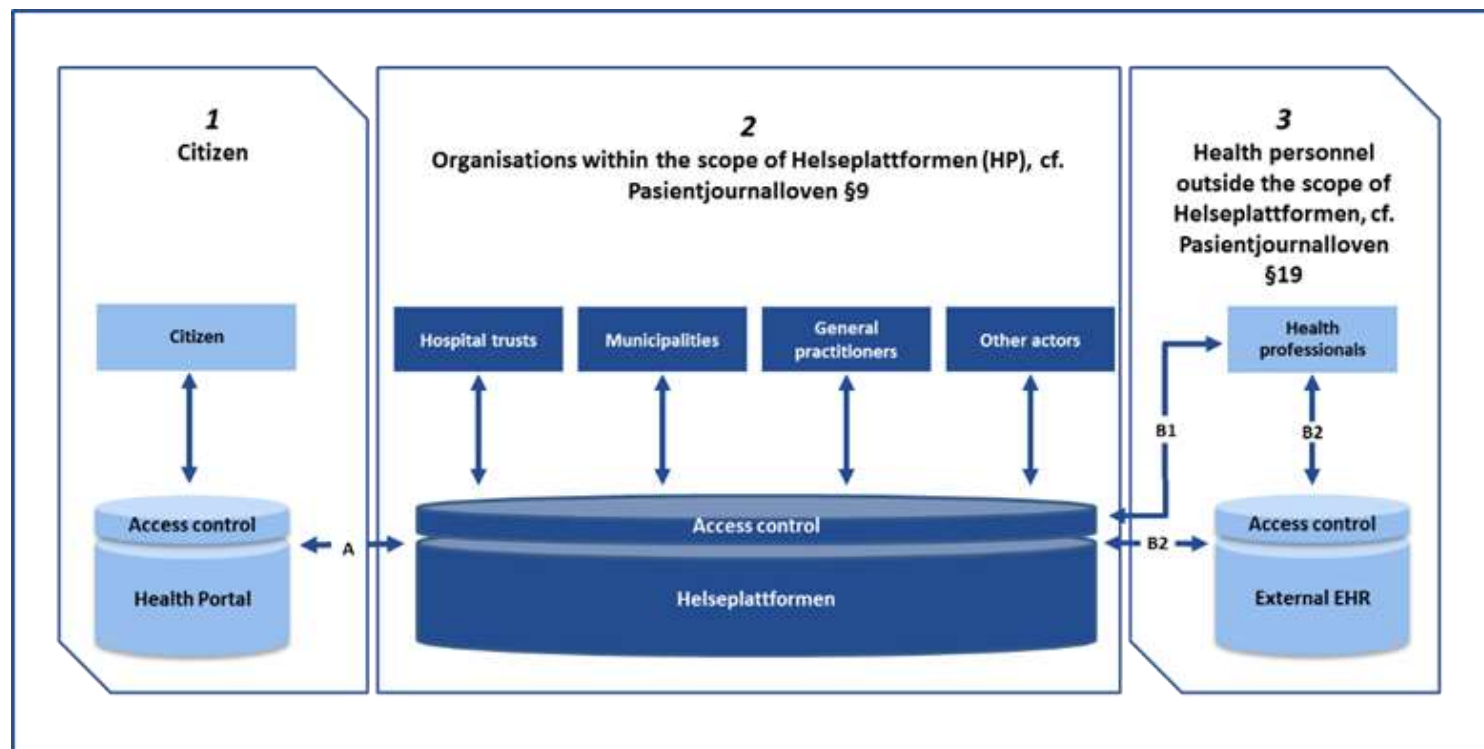 1
Citizen
2
Organisations within the scope of Helseplattformen (HP), cf.
Pasientjournalloven §9
3
Health personnel
outside the scope of
Helseplattformen, cf.
Pasientjournalloven
§19
Citizen
Hospital trusts
Municipalities
General
practitioners
Other actors
Health
professionals
B1
B2
Access control
Health Portal
A
Access control
Helseplattformen
B2
Access control
External EHR